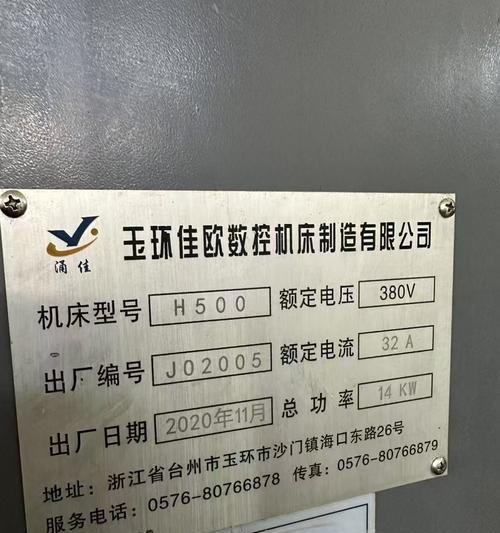 玉环佳欧数控机床制造有限公司
涌佳
机床型号 H500 额定电压 380V
出厂编号 J02005 额定电流 32 A
出厂日期 2020年11月 总功率 14 KW
地址：浙江省台州市玉环市沙门镇海口东路26号
服务电话：0576-80766878 传真：0576-80766879